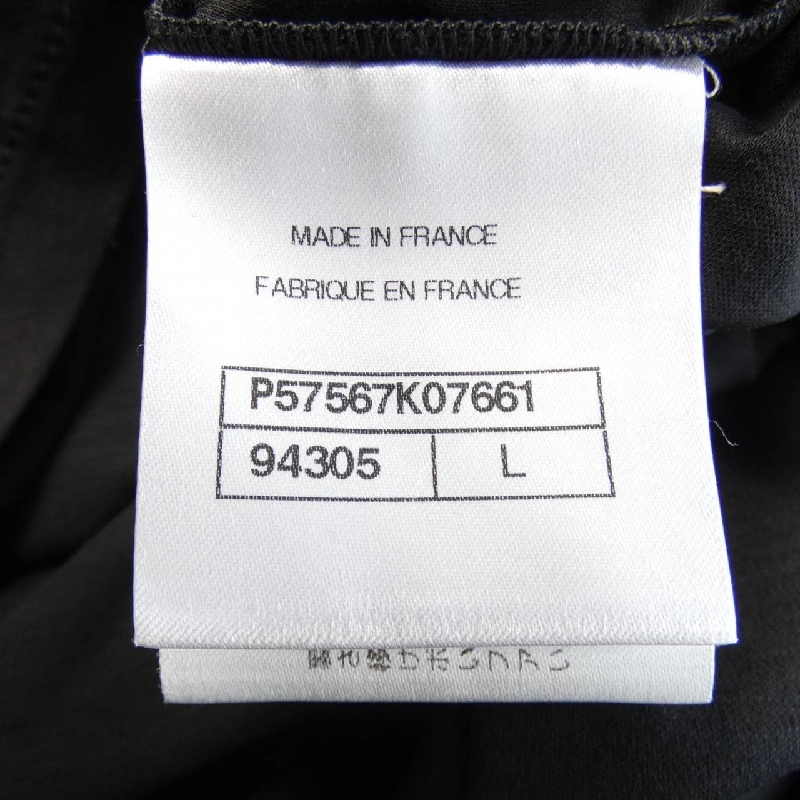 MADE IN FRANCE
FABRIQUE EN FRANCE
P57567K07661
94305 L